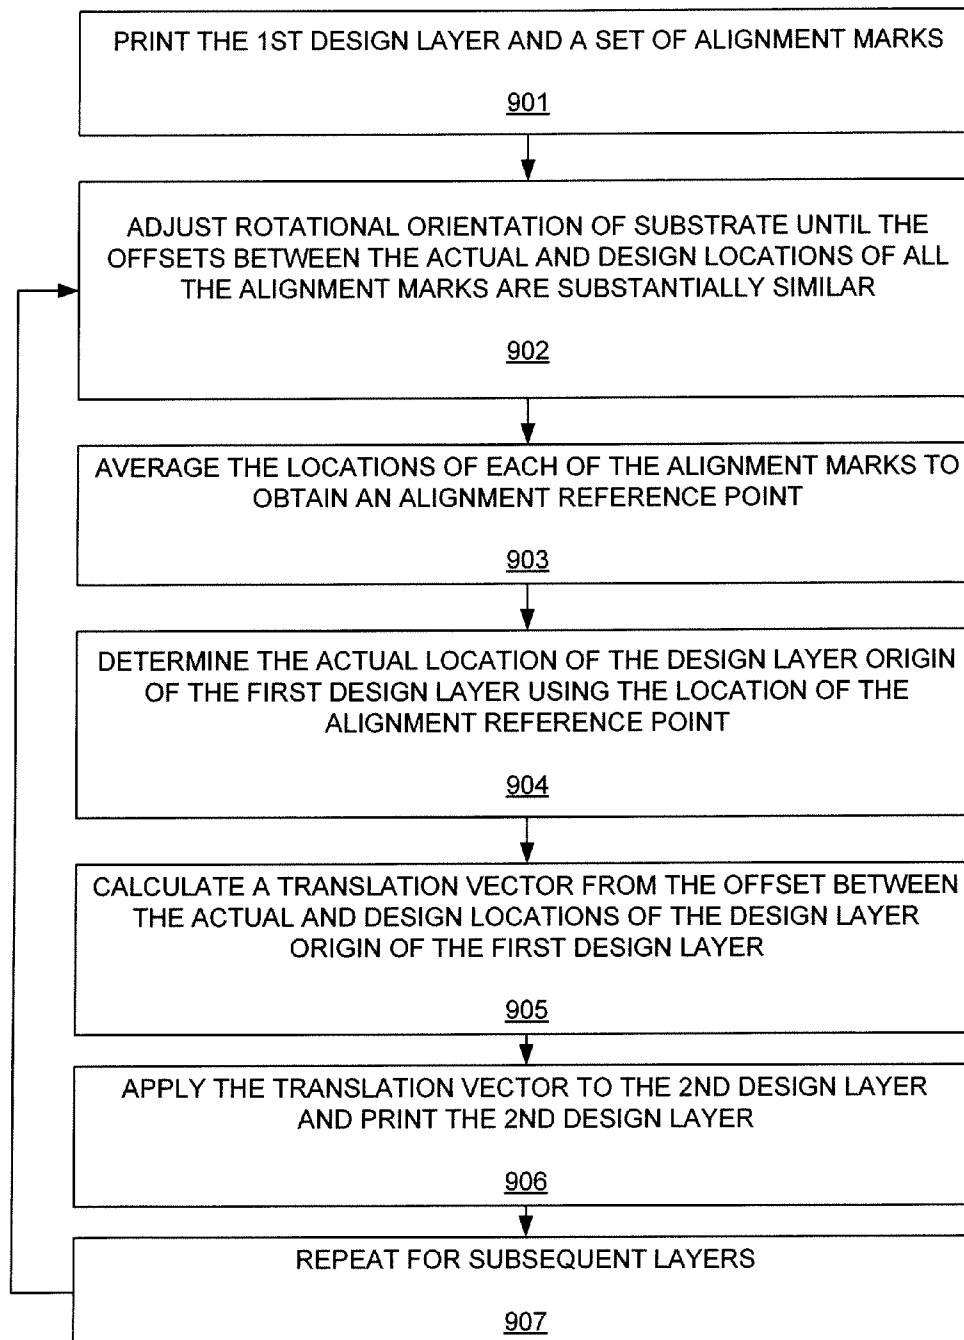 PRINT THE 1ST DESIGN LAYER AND A SET OF ALIGNMENT MARKS
901
ADJUST ROTATIONAL ORIENTATION OF SUBSTRATE UNTIL THE
OFFSETS BETWEEN THE ACTUAL AND DESIGN LOCATIONS OF ALL
THE ALIGNMENT MARKS ARE SUBSTANTIALLY SIMILAR
902
AVERAGE THE LOCATIONS OF EACH OF THE ALIGNMENT MARKS TO
OBTAIN AN ALIGNMENT REFERENCE POINT
903
DETERMINE THE ACTUAL LOCATION OF THE DESIGN LAYER ORIGIN
OF THE FIRST DESIGN LAYER USING THE LOCATION OF THE
ALIGNMENT REFERENCE POINT
904
CALCULATE A TRANSLATION VECTOR FROM THE OFFSET BETWEEN
THE ACTUAL AND DESIGN LOCATIONS OF THE DESIGN LAYER
ORIGIN OF THE FIRST DESIGN LAYER
905
APPLY THE TRANSLATION VECTOR TO THE 2ND DESIGN LAYER
AND PRINT THE 2ND DESIGN LAYER
906
REPEAT FOR SUBSEQUENT LAYERS
907